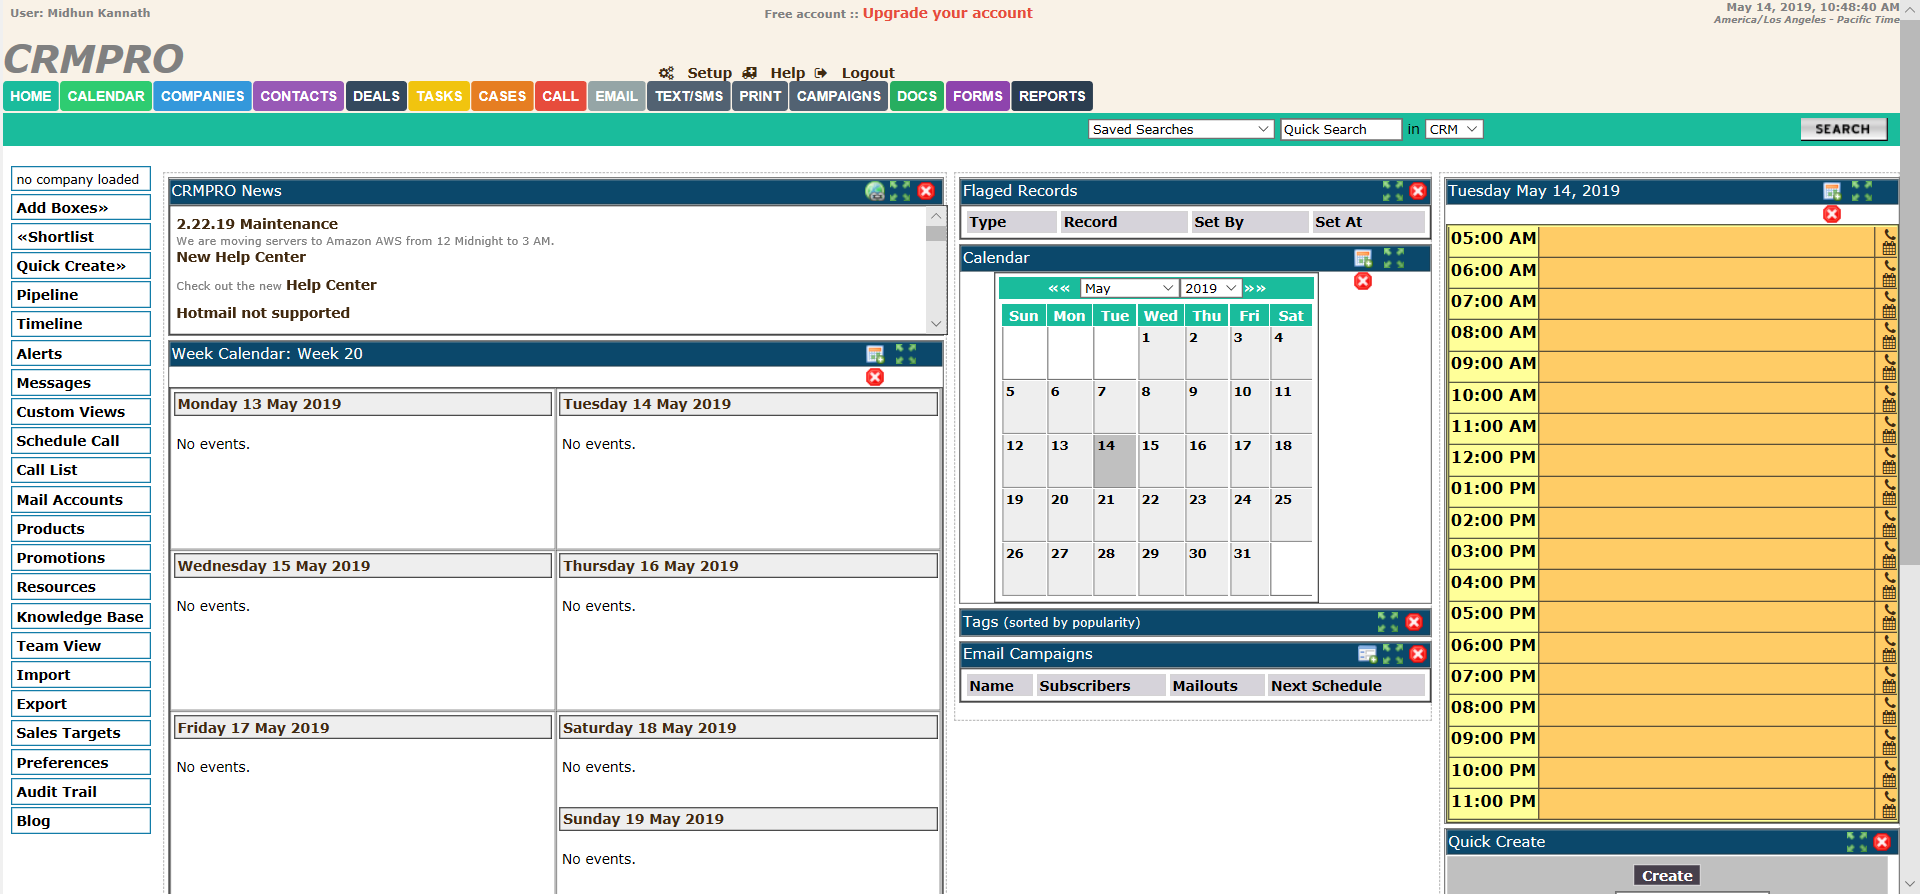 User: Midhun Kannath
Free account :: Upgrade your account
May 14, 2019, 10:48:40 AM
America/Los Angeles - Pacific Time
CRMPRO
Setup Help Logout
HOME CALENDAR COMPANIES CONTACTS DEALS TASKS CASES CALL EMAIL TEXT/SMS PRINT CAMPAIGNS DOCS FORMS REPORTS
Saved Searches Quick Search in CRM SEARCH
no company loaded
Add Boxes»
«Shortlist
Quick Create»
Pipeline
Timeline
Alerts
Messages
Custom Views
Schedule Call
Call List
Mail Accounts
Products
Promotions
Resources
Knowledge Base
Team View
Import
Export
Sales Targets
Preferences
Audit Trail
Blog
CRMPRO News
2.22.19 Maintenance
We are moving servers to Amazon AWS from 12 Midnight to 3 AM.
New Help Center
Check out the new Help Center
Hotmail not supported
Week Calendar: Week 20
Monday 13 May 2019
No events.
Tuesday 14 May 2019
No events.
Wednesday 15 May 2019
No events.
Thursday 16 May 2019
No events.
Friday 17 May 2019
No events.
Saturday 18 May 2019
No events.
Sunday 19 May 2019
No events.
Flaged Records
Type Record Set By Set At
Calendar
«« May 2019 »»
Sun Mon Tue Wed Thu Fri Sat
1 2 3 4
5 6 7 8 9 10 11
12 13 14 15 16 17 18
19 20 21 22 23 24 25
26 27 28 29 30 31
Tags (sorted by popularity)
Email Campaigns
Name Subscribers Mailouts Next Schedule
Tuesday May 14, 2019
05:00 AM
06:00 AM
07:00 AM
08:00 AM
09:00 AM
10:00 AM
11:00 AM
12:00 PM
01:00 PM
02:00 PM
03:00 PM
04:00 PM
05:00 PM
06:00 PM
07:00 PM
08:00 PM
09:00 PM
10:00 PM
11:00 PM
Quick Create
Create